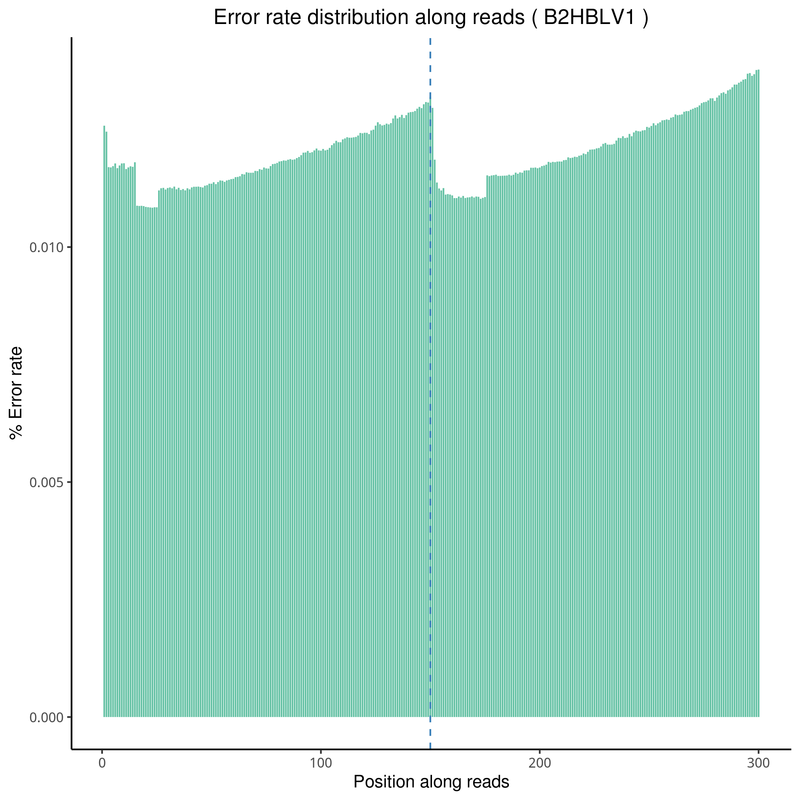 Error rate distribution along reads ( B2HBLV1 )
% Error rate
0.010
0.005
0.000
0
100
200
300
Position along reads